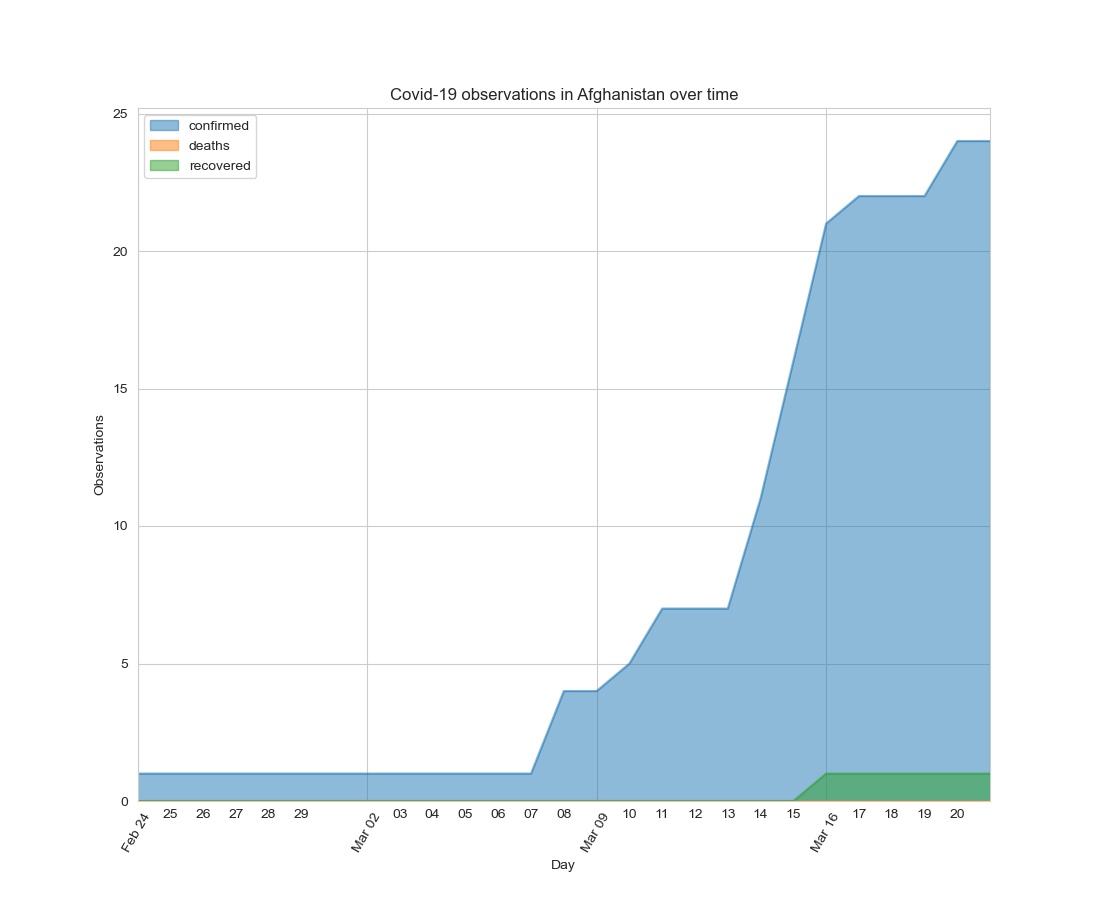 Covid-19 observations in Afghanistan over time
25
confirmed
deaths
recovered
20
15
Observations
10
5
0
Feb 24 25 26 27 28 29 Mar 02 03 04 05 06 07 08 Mar 09 10 11 12 13 14 15 Mar 16 17 18 19 20
Day